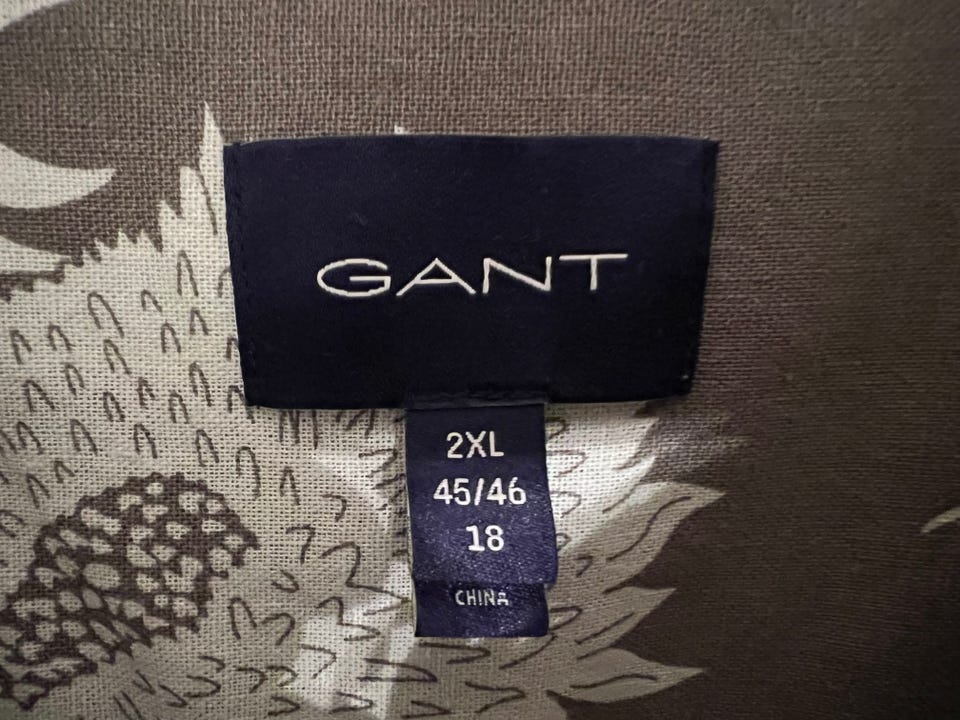 GANT
2XL
45/46
18
CHINA